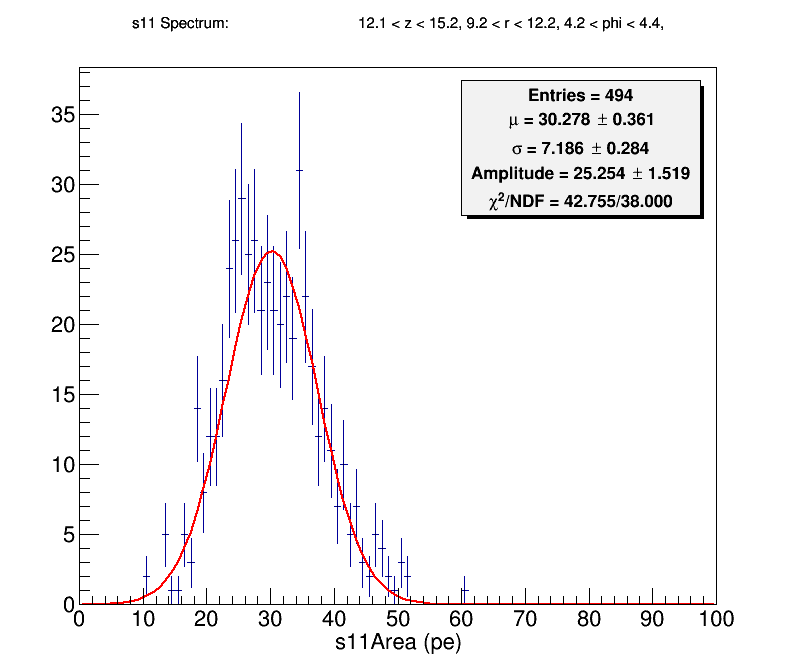 s11 Spectrum: 12.1 < z < 15.2, 9.2 < r < 12.2, 4.2 < phi < 4.4,
Entries = 494
μ = 30.278 ± 0.361
σ = 7.186 ± 0.284
Amplitude = 25.254 ± 1.519
χ²/NDF = 42.755/38.000
35
30
25
20
15
10
5
0
0 10 20 30 40 50 60 70 80 90 100
s11Area (pe)